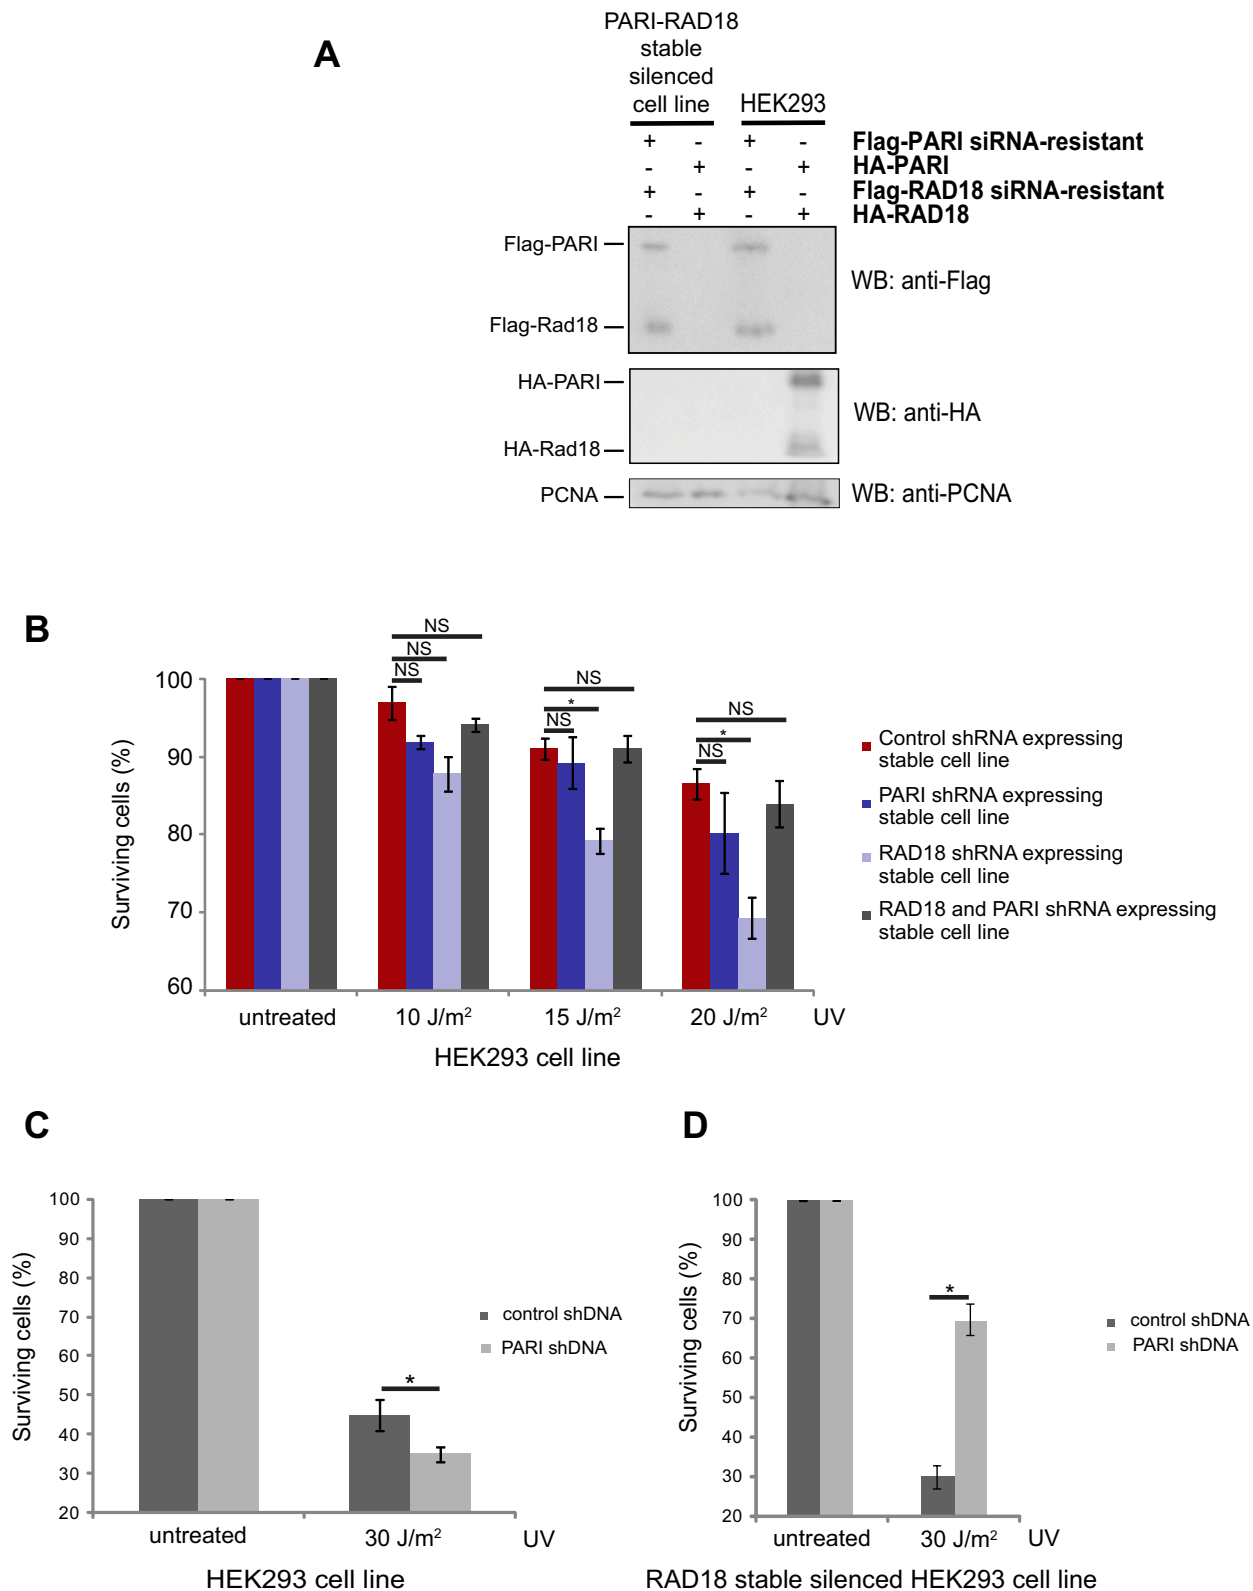 A
PARI-RAD18
stable
silenced
cell line
HEK293
+ - + - Flag-PARI siRNA-resistant
- + - + HA-PARI
+ - + - Flag-RAD18 siRNA-resistant
- + - + HA-RAD18
Flag-PARI
Flag-Rad18
WB: anti-Flag
HA-PARI
HA-Rad18
WB: anti-HA
PCNA
WB: anti-PCNA
B
Surviving cells (%)
100
90
80
70
60
NS
NS
NS
NS
*
NS
NS
*
NS
untreated
10 J/m²
15 J/m²
20 J/m²
UV
HEK293 cell line
Control shRNA expressing
stable cell line
PARI shRNA expressing
stable cell line
RAD18 shRNA expressing
stable cell line
RAD18 and PARI shRNA expressing
stable cell line
C
Surviving cells (%)
100
90
80
70
60
50
40
30
20
*
control shDNA
PARI shDNA
untreated
30 J/m²
UV
HEK293 cell line
D
Surviving cells (%)
100
90
80
70
60
50
40
30
20
*
control shDNA
PARI shDNA
untreated
30 J/m²
UV
RAD18 stable silenced HEK293 cell line